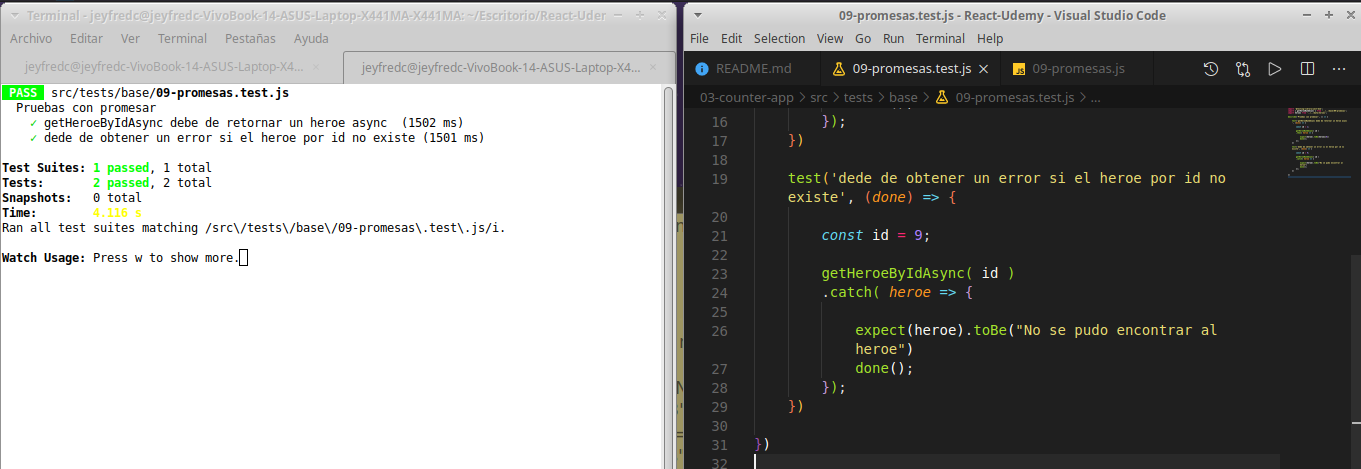 Terminal - jeyfredc@jeyfredc-VivoBook-14-ASUS-Laptop-X441MA-X441MA: ~/Escritorio/React-Uder
Archivo Editar Ver Terminal Pestañas Ayuda
jeyfredc@jeyfredc-VivoBook-14-ASUS-Laptop-X4... × jeyfredc@jeyfredc-VivoBook-14-ASUS-Laptop-X4... ×
PASS src/tests/base/09-promesas.test.js
Pruebas con promesar
✓ getHeroeByIdAsync debe de retornar un heroe async (1502 ms)
✓ dede de obtener un error si el heroe por id no existe (1501 ms)
Test Suites: 1 passed, 1 total
Tests: 2 passed, 2 total
Snapshots: 0 total
Time: 4.116 s
Ran all test suites matching /src\/tests\/base\/09-promesas\.test\.js/i.
Watch Usage: Press w to show more.
09-promesas.test.js - React-Udemy - Visual Studio Code
File Edit Selection View Go Run Terminal Help
README.md 09-promesas.test.js × JS 09-promesas.js
03-counter-app > src > tests > base > 09-promesas.test.js > ...
16 });
17 })
18
19 test('dede de obtener un error si el heroe por id no
existe', (done) => {
20
21 const id = 9;
22
23 getHeroeByIdAsync( id )
24 .catch( heroe => {
25
26 expect(heroe).toBe("No se pudo encontrar al
heroe")
27 done();
28 });
29 })
30
31 })
32